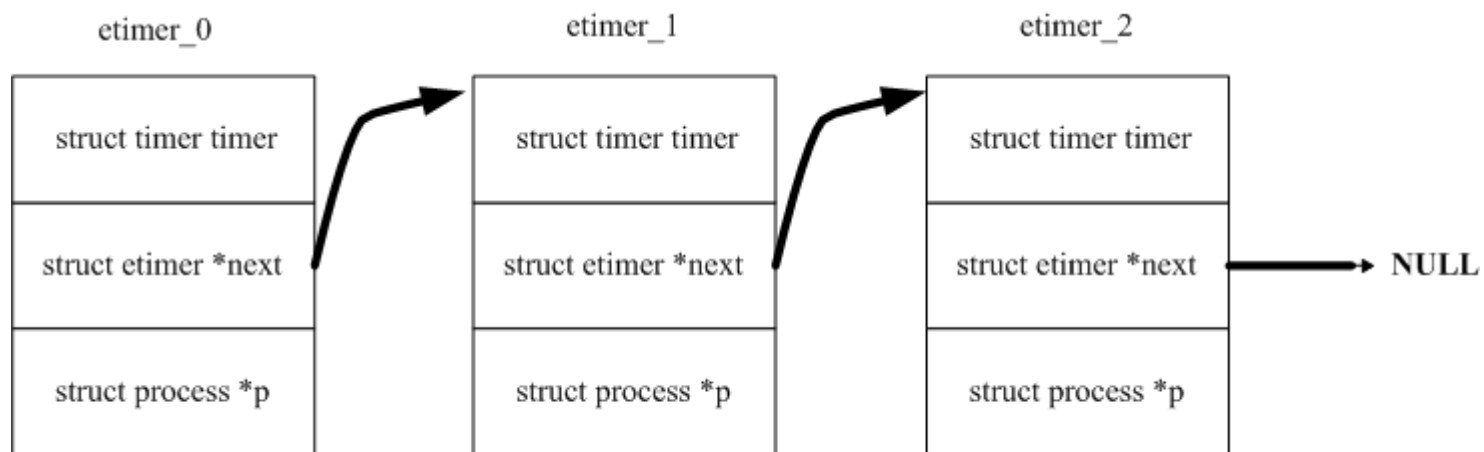 etimer_0 etimer_1 etimer_2
struct timer timer struct timer timer struct timer timer
struct etimer *next struct etimer *next struct etimer *next NULL
struct process *p struct process *p struct process *p